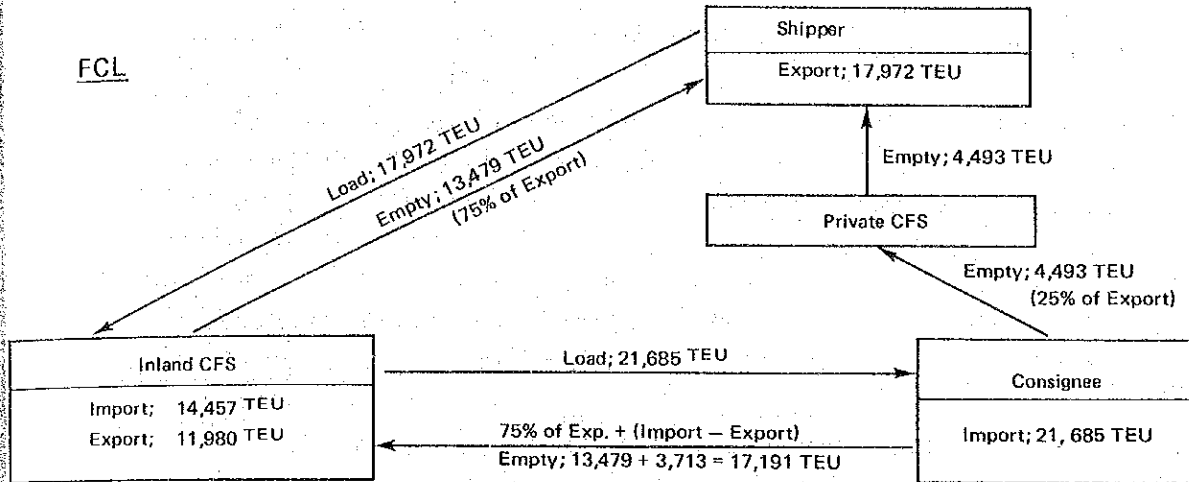 FCL
Shipper
Export; 17,972 TEU
Load; 17,972 TEU
Empty; 13,479 TEU
(75% of Export)
Empty; 4,493 TEU
Private CFS
Empty; 4,493 TEU
(25% of Export)
Inland CFS
Import; 14,457 TEU
Export; 11,980 TEU
Load; 21,685 TEU
75% of Exp. + (Import – Export)
Empty; 13,479 + 3,713 = 17,191 TEU
Consignee
Import; 21, 685 TEU